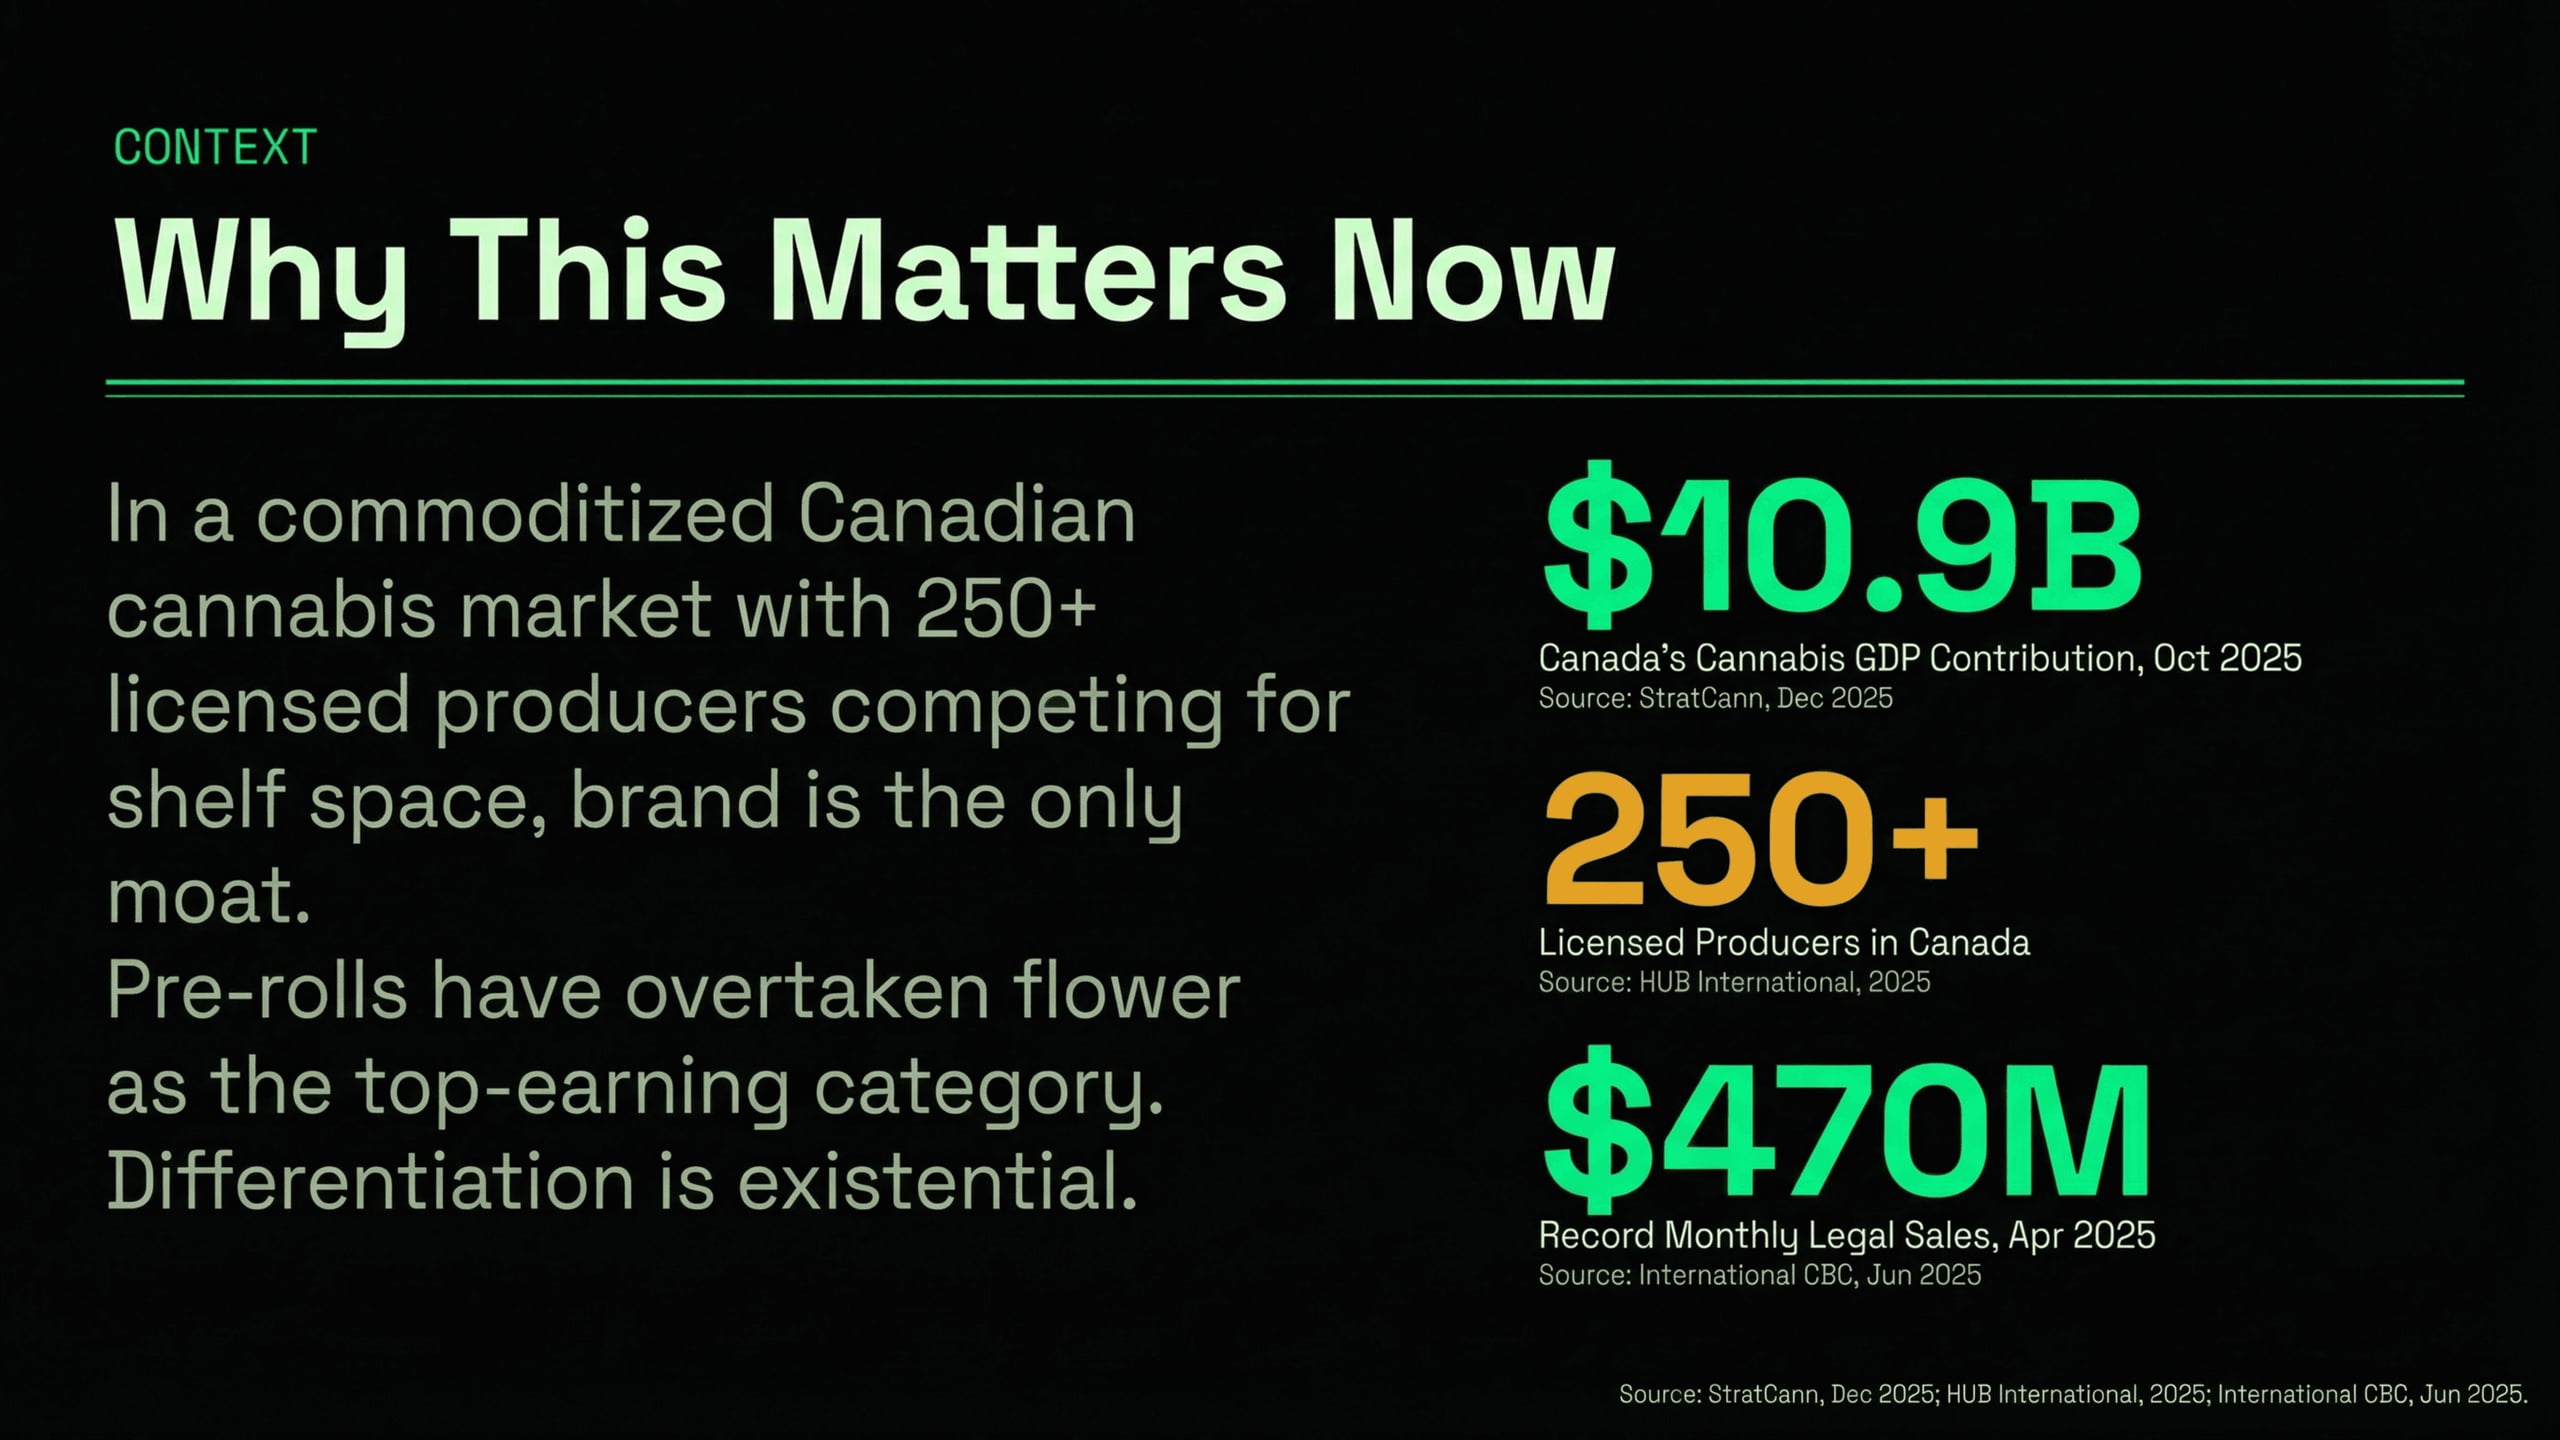 CONTEXT
Why This Matters Now
In a commoditized Canadian
cannabis market with 250+
licensed producers competing for
shelf space, brand is the only
moat.
Pre-rolls have overtaken flower
as the top-earning category.
Differentiation is existential.
$10.9B
Canada’s Cannabis GDP Contribution, Oct 2025
Source: StratCann, Dec 2025
250+
Licensed Producers in Canada
Source: HUB International, 2025
$470M
Record Monthly Legal Sales, Apr 2025
Source: International CBC, Jun 2025
Source: StratCann, Dec 2025; HUB International, 2025; International CBC, Jun 2025.